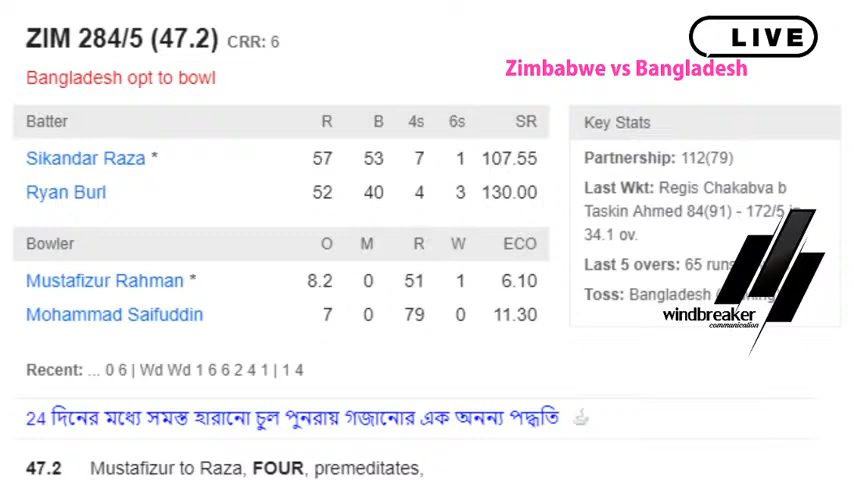 ZIM 284/5 (47.2) CRR: 6
LIVE
Zimbabwe vs Bangladesh
Bangladesh opt to bowl
Batter R B 4s 6s SR
Sikandar Raza * 57 53 7 1 107.55
Ryan Burl 52 40 4 3 130.00
Key Stats
Partnership: 112(79)
Last Wkt: Regis Chakabva b
Taskin Ahmed 84(91) - 172/5 in
34.1 ov.
Last 5 overs: 65 runs
Toss: Bangladesh
windbreaker
communication
Bowler O M R W ECO
Mustafizur Rahman * 8.2 0 51 1 6.10
Mohammad Saifuddin 7 0 79 0 11.30
Recent: ... 0 6 | Wd Wd 1 6 6 2 4 1 | 1 4
24 দিনের মধ্যে সমস্ত হারানো চুল পুনরায় গজানোর এক অনন্য পদ্ধতি
47.2 Mustafizur to Raza, FOUR, premeditates,